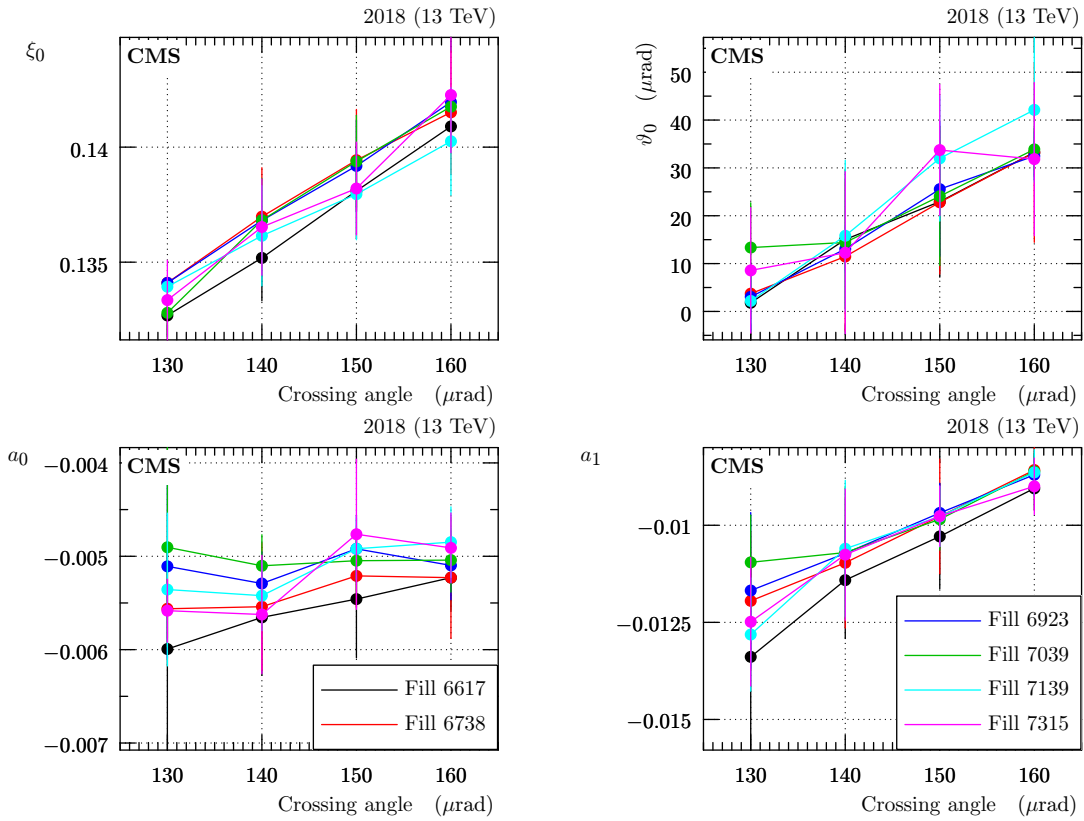 2018 (13 TeV)
ξ₀
CMS
0.14
0.135
130 140 150 160
Crossing angle (μrad)
2018 (13 TeV)
ϑ₀ (μrad)
CMS
50
40
30
20
10
0
130 140 150 160
Crossing angle (μrad)
2018 (13 TeV)
a₀
CMS
−0.004
−0.005
−0.006
−0.007
Fill 6617
Fill 6738
130 140 150 160
Crossing angle (μrad)
2018 (13 TeV)
a₁
CMS
−0.01
−0.0125
−0.015
Fill 6923
Fill 7039
Fill 7139
Fill 7315
130 140 150 160
Crossing angle (μrad)